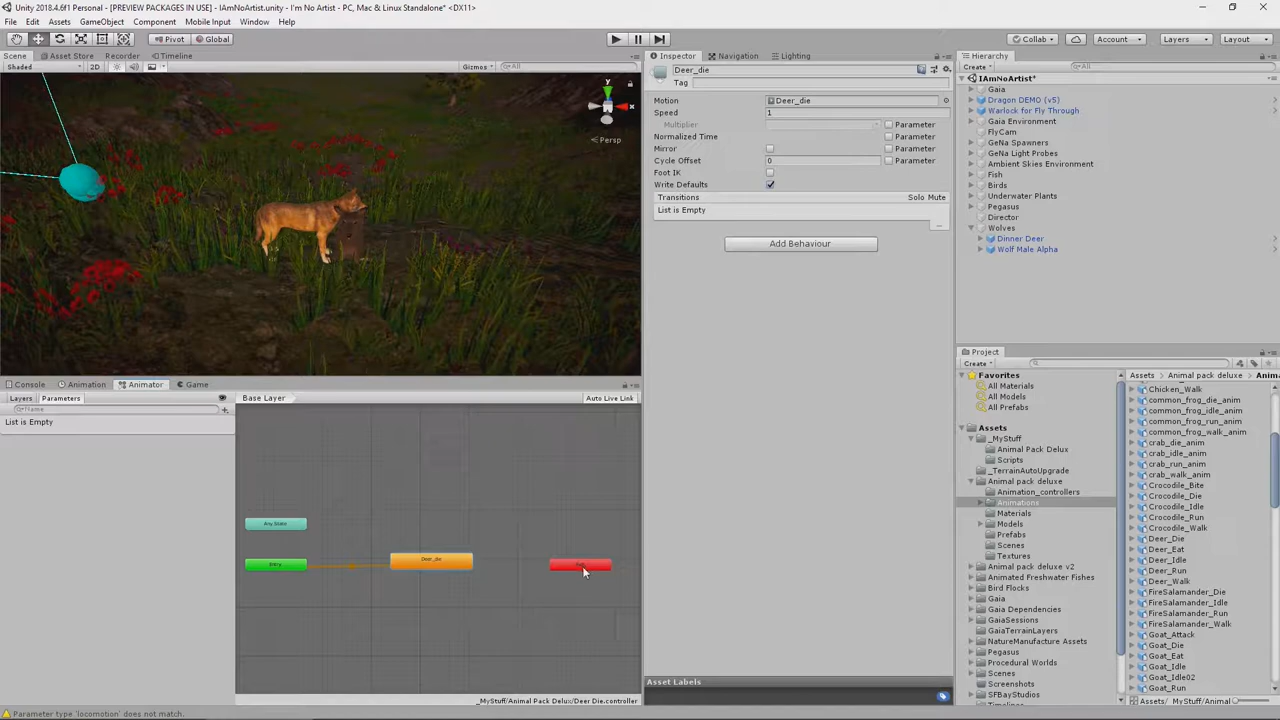 Unity 2018.4.6f1 Personal - [PREVIEW PACKAGES IN USE] - IAmNoArtist.unity - I'm No Artist - PC, Mac & Linux Standalone* <DX11>
File Edit Assets GameObject Component Mobile Input Window Help
Pivot Global Collab Account Layers Layout
Scene Asset Store Recorder Timeline
Shaded 2D Gizmos All
y
x
Persp
Console Animation Animator Game
Layers Parameters Base Layer Auto Live Link
Name
List is Empty
Any State
Entry
Deer_die
_MyStuff/Animal Pack Delux/Deer Die.controller
Parameter type 'locomotion' does not match.
Inspector Navigation Lighting
Deer_die
Tag
Motion Deer_die
Speed 1
Multiplier Parameter
Normalized Time Parameter
Mirror Parameter
Cycle Offset 0 Parameter
Foot IK
Write Defaults
Transitions Solo Mute
List is Empty
Add Behaviour
Asset Labels
Hierarchy
Create All
IAmNoArtist*
Gaia
Dragon DEMO (v5)
Warlock for Fly Through
Gaia Environment
FlyCam
GeNa Spawners
GeNa Light Probes
Ambient Skies Environment
Fish
Birds
Underwater Plants
Pegasus
Director
Wolves
Dinner Deer
Wolf Male Alpha
Project
Create
Favorites
All Materials
All Models
All Prefabs
Assets
_MyStuff
Animal Pack Delux
Scripts
_TerrainAutoUpgrade
Animal pack deluxe
Animation_controllers
Animations
Materials
Models
Prefabs
Scenes
Textures
Animal pack deluxe v2
Animated Freshwater Fishes
Bird Flocks
Gaia
Gaia Dependencies
GaiaSessions
GaiaTerrainLayers
NatureManufacture Assets
Pegasus
Procedural Worlds
Scenes
Screenshots
SFBayStudios
Assets Animal pack deluxe Anima
Chicken_Walk
common_frog_die_anim
common_frog_idle_anim
common_frog_run_anim
common_frog_walk_anim
crab_die_anim
crab_idle_anim
crab_run_anim
crab_walk_anim
Crocodile_Bite
Crocodile_Die
Crocodile_Idle
Crocodile_Run
Crocodile_Walk
Deer_Die
Deer_Eat
Deer_Idle
Deer_Run
Deer_Walk
FireSalamander_Die
FireSalamander_Idle
FireSalamander_Run
FireSalamander_Walk
Goat_Attack
Goat_Die
Goat_Eat
Goat_Idle
Goat_Idle02
Goat_Run
Assets/_MyStuff/Animal